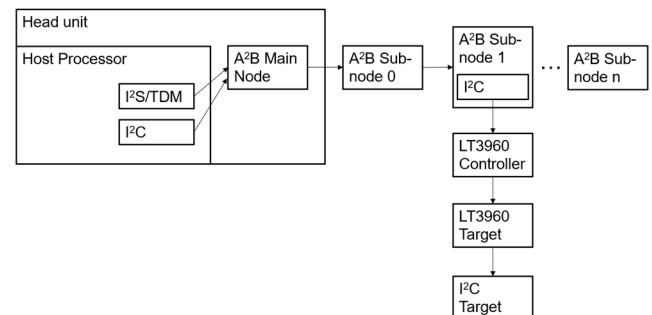 Head unit
Host Processor
I²S/TDM
I²C
A²B Main
Node
A²B Sub-
node 0
A²B Sub-
node 1
I²C
...
A²B Sub-
node n
LT3960
Controller
LT3960
Target
I²C
Target